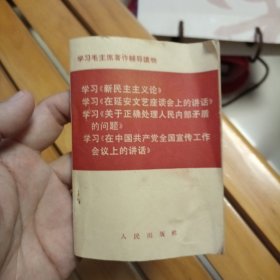 学习毛主席著作辅导读物
学习《新民主主义论》
学习《在延安文艺座谈会上的讲话》
学习《关于正确处理人民内部矛盾
的问题》
学习《在中国共产党全国宣传工作
会议上的讲话》
人民出版社